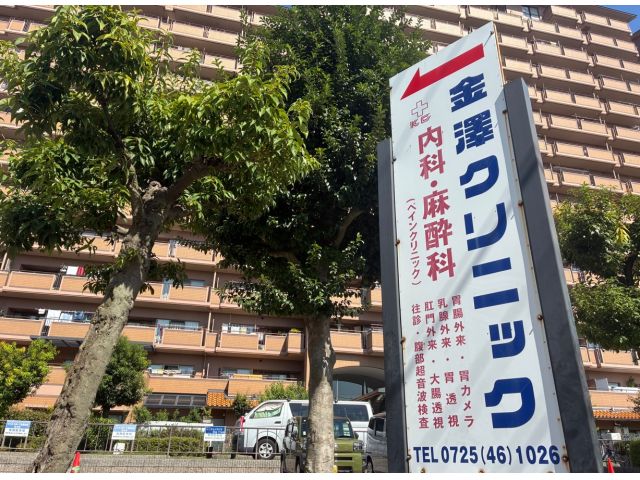 金澤クリニック
内科・麻酔科
(ペインクリニック)
胃腸外来・胃カメラ
乳線外来・胃透視
肛門外来・大腸透視
往診・腹部超音波検査
TEL 0725(46)1026